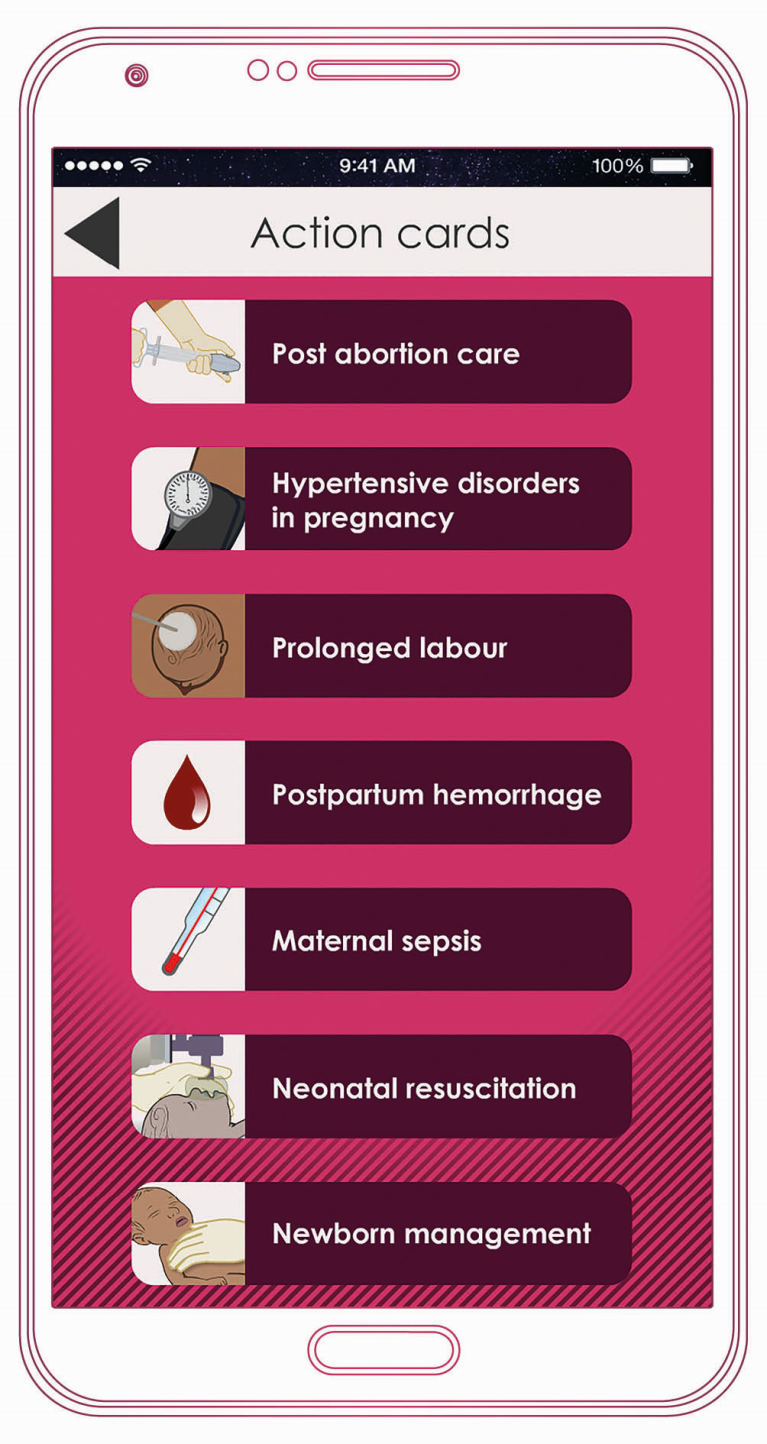 9:41 AM
100%
Action cards
Post abortion care
Hypertensive disorders
in pregnancy
Prolonged labour
Postpartum hemorrhage
Maternal sepsis
Neonatal resuscitation
Newborn management